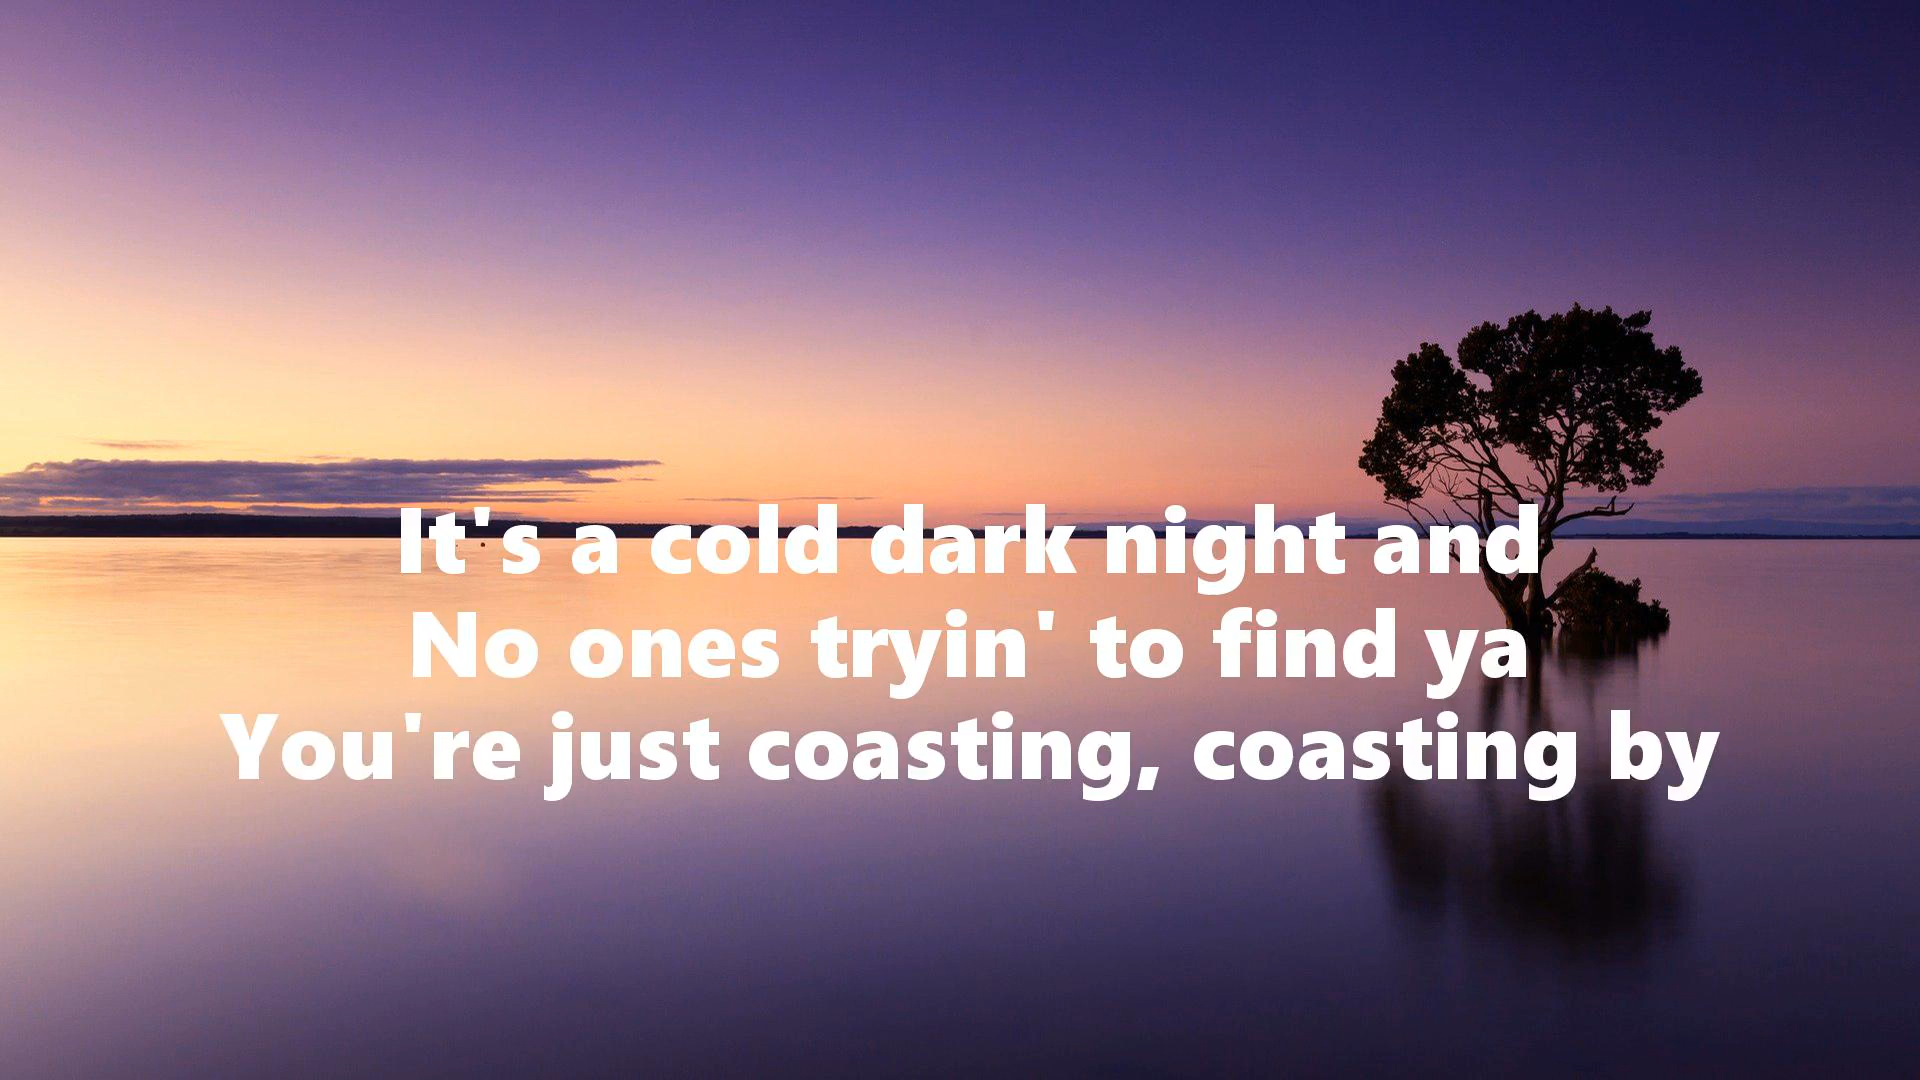 It's a cold dark night and
No ones tryin' to find ya
You're just coasting, coasting by